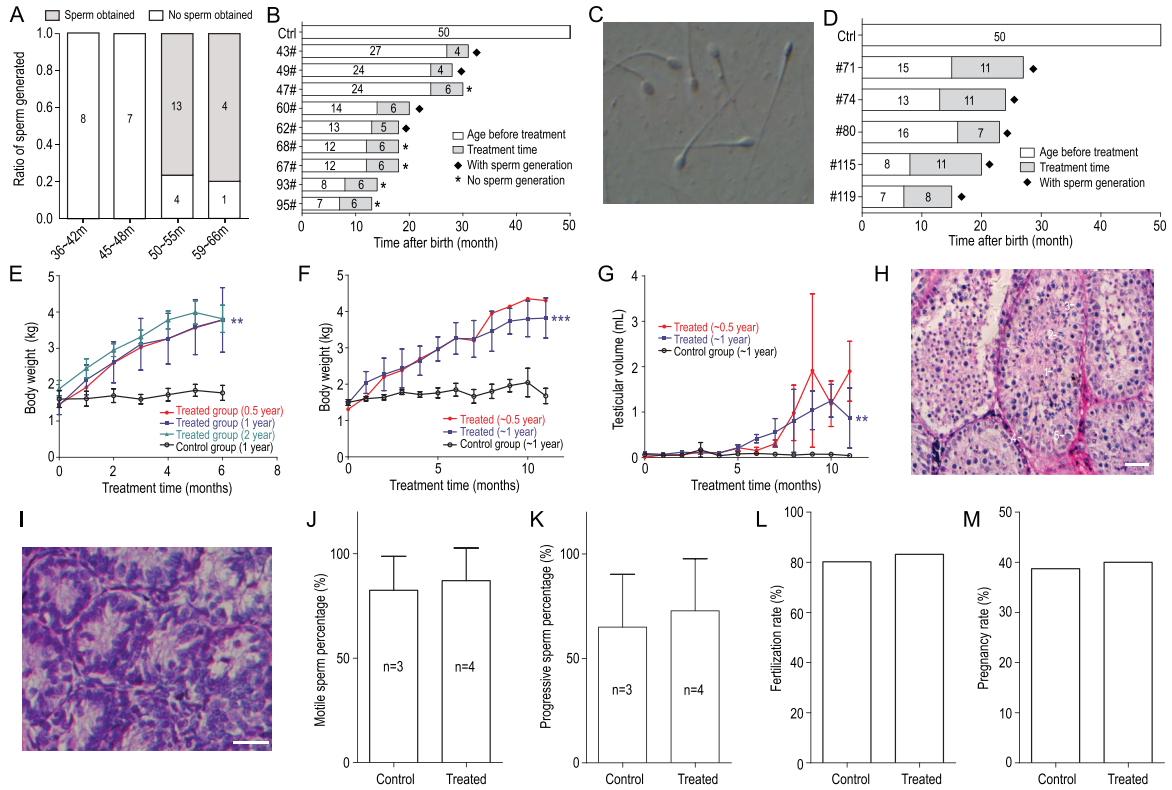 A
Sperm obtained
No sperm obtained
Ratio of sperm generated
1.0
0.8
0.6
0.4
0.2
0.0
8
7
13
4
4
1
36~42m
45~48m
50~55m
59~66m
B
Ctrl
50
43#
27
4
49#
24
4
47#
24
6
*
60#
14
6
62#
13
5
68#
12
6
*
67#
12
6
*
93#
8
6
*
95#
7
6
*
Age before treatment
Treatment time
With sperm generation
* No sperm generation
0
10
20
30
40
50
Time after birth (month)
C
D
Ctrl
50
#71
15
11
#74
13
11
#80
16
7
#115
8
11
#119
7
8
Age before treatment
Treatment time
With sperm generation
0
10
20
30
40
50
Time after birth (month)
E
Body weight (kg)
5
4
3
2
1
0
**
Treated group (0.5 year)
Treated group (1 year)
Treated group (2 year)
Control group (1 year)
0
2
4
6
8
Treatment time (months)
F
Body weight (kg)
5
4
3
2
1
0
***
Treated (~0.5 year)
Treated (~1 year)
Control group (~1 year)
0
5
10
Treatment time (months)
G
Testicular volume (mL)
4
3
2
1
0
Treated (~0.5 year)
Treated (~1 year)
Control group (~1 year)
**
0
5
10
Treatment time (months)
H
I
J
Motile sperm percentage (%)
100
50
0
n=3
n=4
Control
Treated
K
Progressive sperm percentage (%)
100
50
0
n=3
n=4
Control
Treated
L
Fertilization rate (%)
100
80
60
40
20
0
Control
Treated
M
Pregnancy rate (%)
50
40
30
20
10
0
Control
Treated